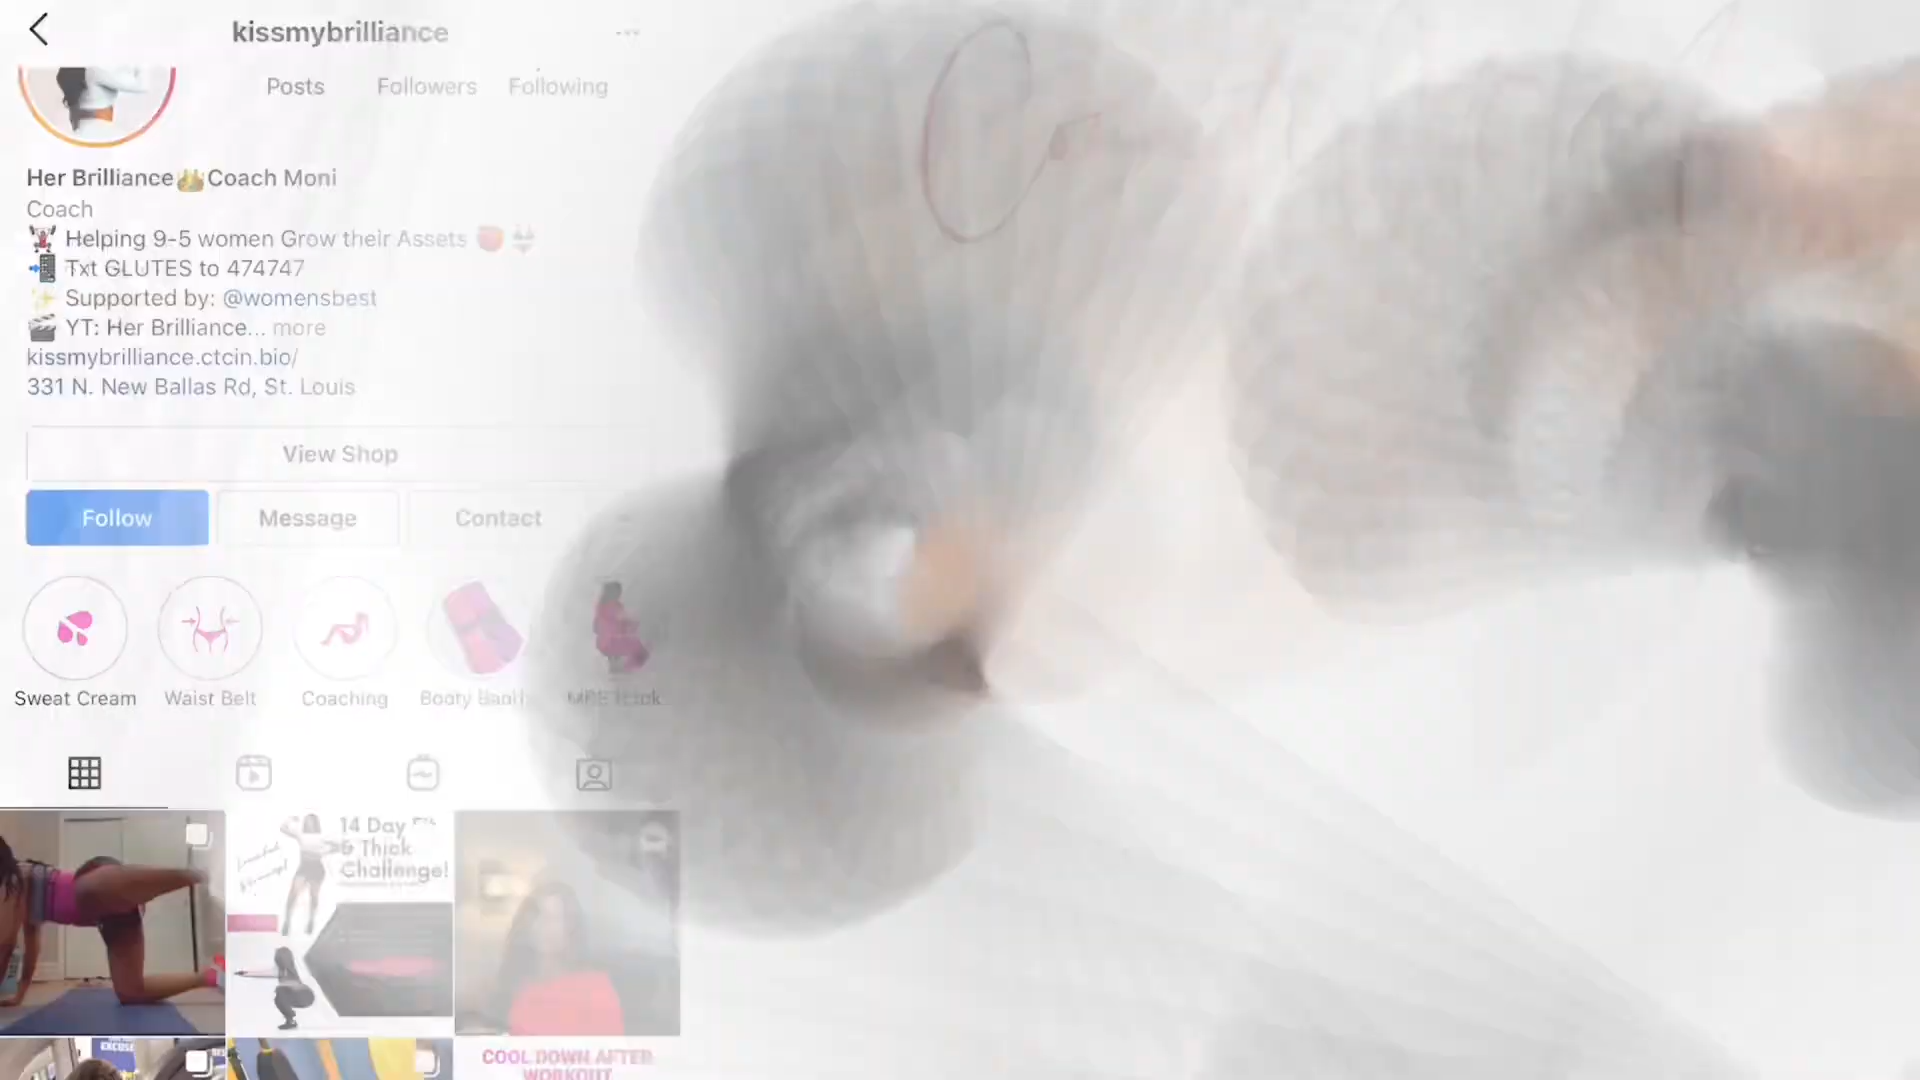 kissmybrilliance
Posts Followers Following
Her Brilliance👑Coach Moni
Coach
🏋 Helping 9-5 women Grow their Assets 🍑 👙
📲 Txt GLUTES to 474747
✨ Supported by: @womensbest
🎬 YT: Her Brilliance... more
kissmybrilliance.ctcin.bio/
331 N. New Ballas Rd, St. Louis
View Shop
Follow Message Contact
Sweat Cream Waist Belt Coaching Booty
14 Day
& Thick
Challenge!
EXCUSE
COOL DOWN AFTER
WORKOUT